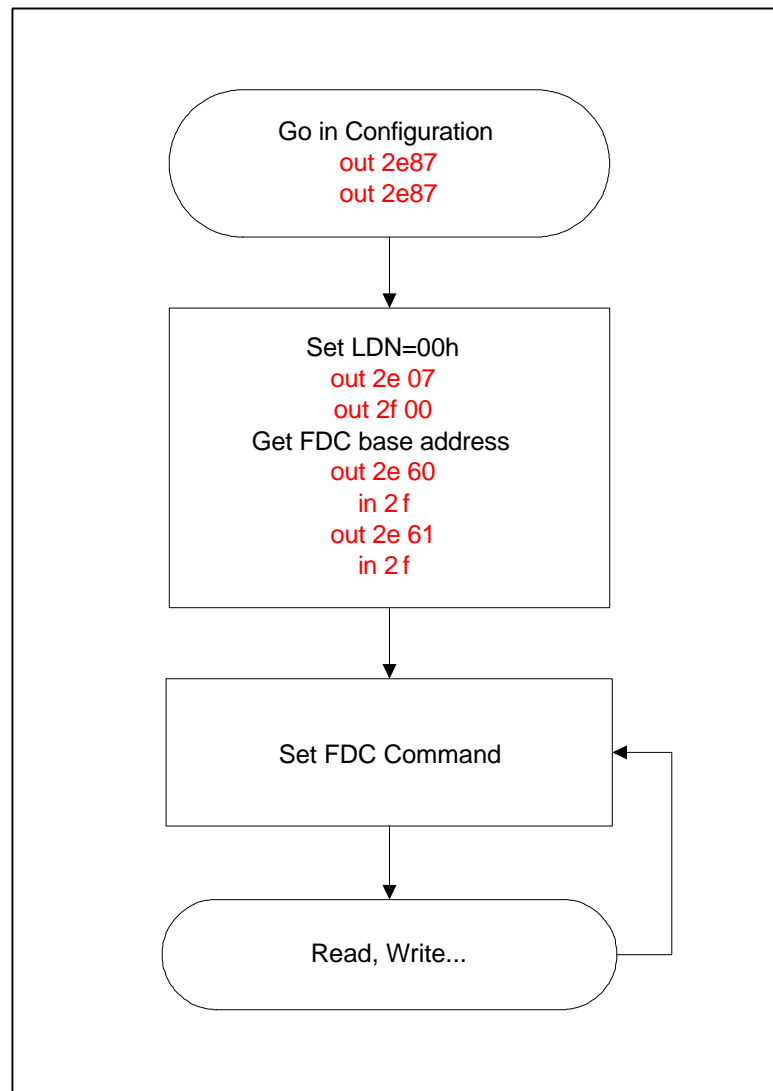 Go in Configuration
out 2e87
out 2e87
Set LDN=00h
out 2e 07
out 2f 00
Get FDC base address
out 2e 60
in 2f
out 2e 61
in 2f
Set FDC Command
Read, Write...